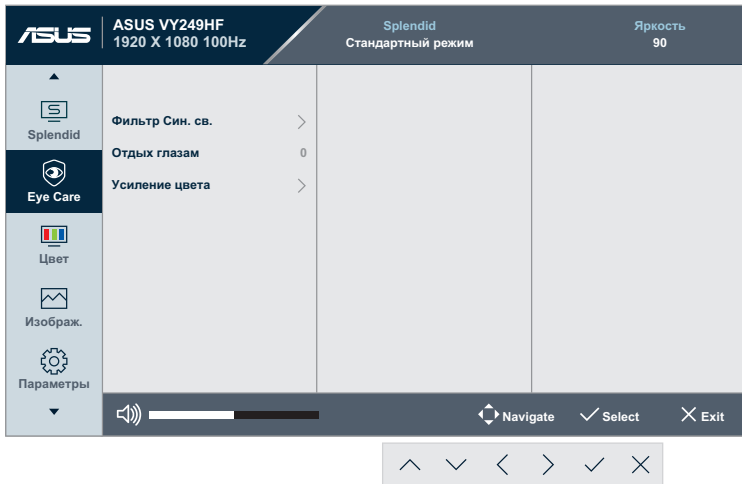 ASUS
ASUS VY249HF
1920 X 1080 100Hz
Splendid
Стандартный режим
Яркость
90
Splendid
Eye Care
Цвет
Изображ.
Параметры
Фильтр Син. св.
Отдых глазам 0
Усиление цвета
Navigate
Select
Exit